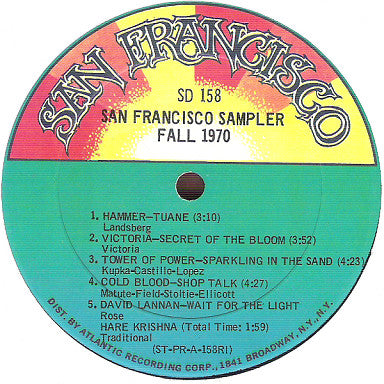 SAN FRANCISCO
SD 158
SAN FRANCISCO SAMPLER
FALL 1970
1. HAMMER—TUANE (3:10)
Landsberg
2. VICTORIA—SECRET OF THE BLOOM (3:52)
Victoria
3. TOWER OF POWER—SPARKLING IN THE SAND (4:23)
Kupka-Castillo-Lopez
4. COLD BLOOD—SHOP TALK (4:27)
Matute-Field-Stoltie-Ellicott
5. DAVID LANNAN—WAIT FOR THE LIGHT
Rose
HARE KRISHNA (Total Time: 1:59)
Traditional
(ST-PR-A-158RI)
DIST. BY ATLANTIC RECORDING CORP., 1841 BROADWAY, N.Y., N.Y.